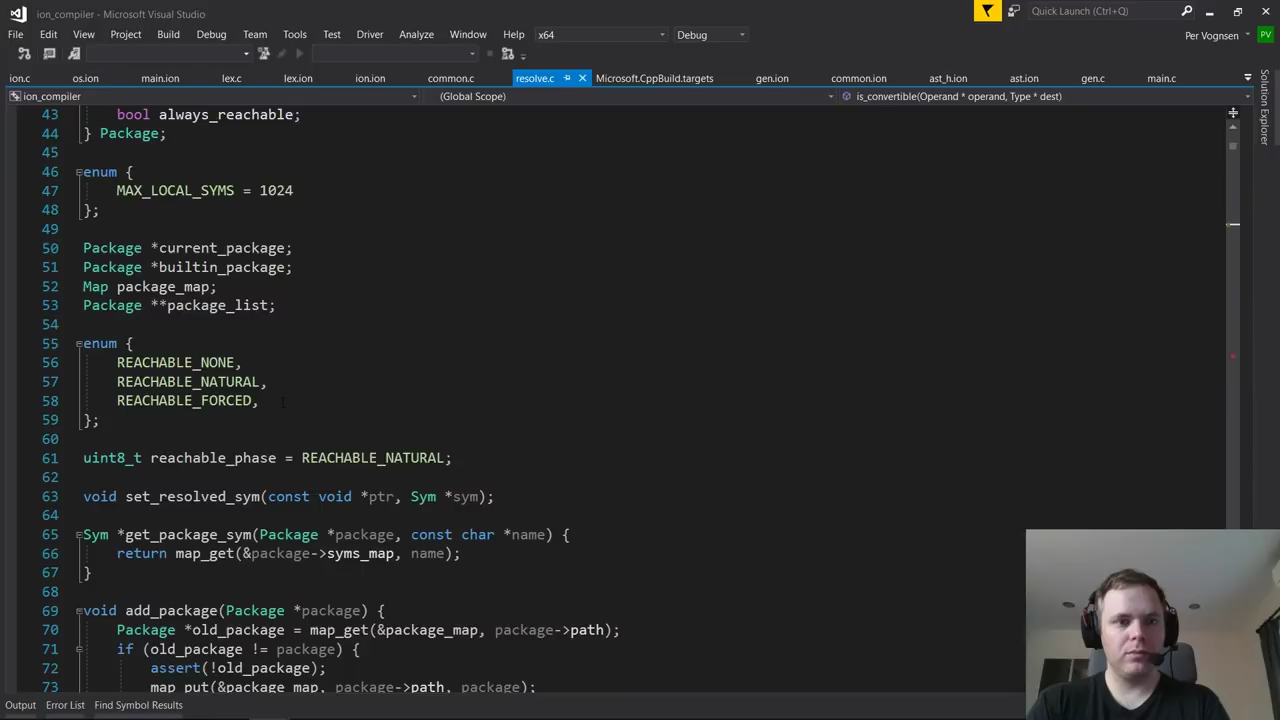 ion_compiler - Microsoft Visual Studio
Quick Launch (Ctrl+Q)
File Edit View Project Build Debug Team Tools Test Driver Analyze Window Help x64 Debug Per Vognsen PV
ion.c os.ion main.ion lex.c lex.ion ion.ion common.c resolve.c Microsoft.CppBuild.targets gen.ion common.ion ast_h.ion ast.ion gen.c main.c
ion_compiler (Global Scope) is_convertible(Operand * operand, Type * dest)
Solution Explorer
43 bool always_reachable;
44 } Package;
45
46 enum {
47 MAX_LOCAL_SYMS = 1024
48 };
49
50 Package *current_package;
51 Package *builtin_package;
52 Map package_map;
53 Package **package_list;
54
55 enum {
56 REACHABLE_NONE,
57 REACHABLE_NATURAL,
58 REACHABLE_FORCED,
59 };
60
61 uint8_t reachable_phase = REACHABLE_NATURAL;
62
63 void set_resolved_sym(const void *ptr, Sym *sym);
64
65 Sym *get_package_sym(Package *package, const char *name) {
66 return map_get(&package->syms_map, name);
67 }
68
69 void add_package(Package *package) {
70 Package *old_package = map_get(&package_map, package->path);
71 if (old_package != package) {
72 assert(!old_package);
73 map_put(&package_map, package->path, package);
Output Error List Find Symbol Results